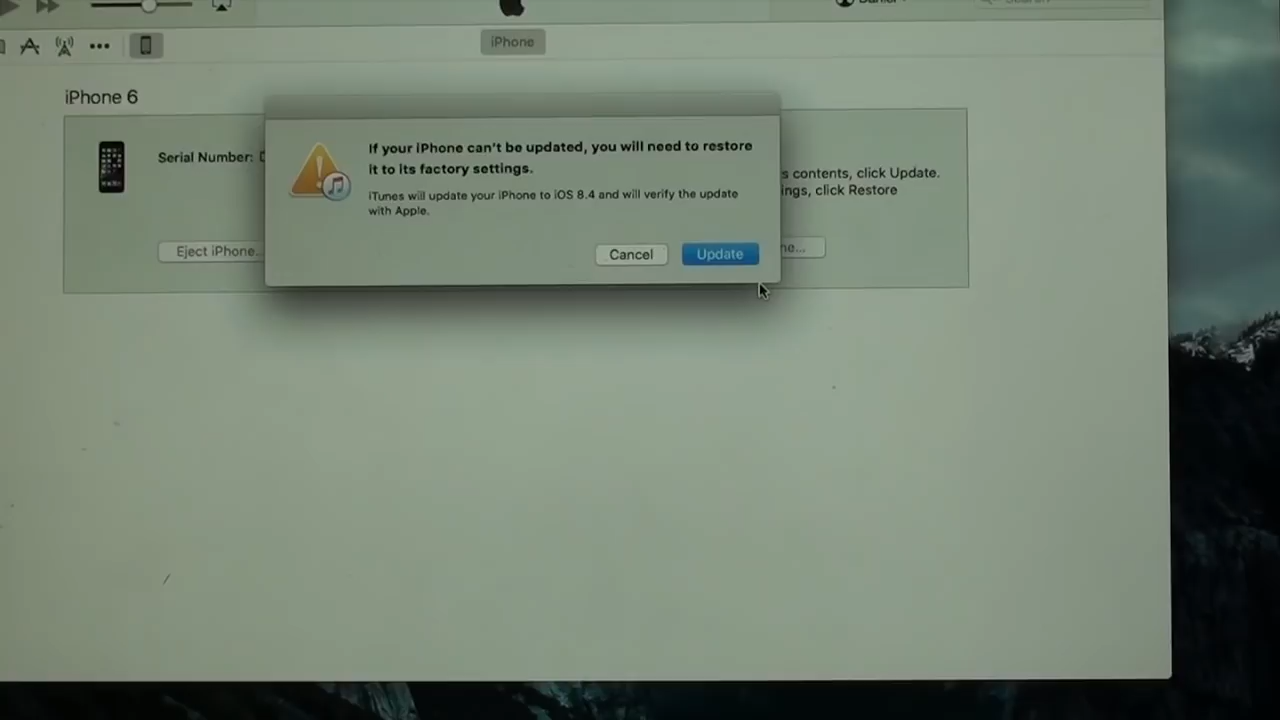 iPhone
iPhone 6
Serial Number:
If your iPhone can't be updated, you will need to restore
it to its factory settings.
iTunes will update your iPhone to iOS 8.4 and will verify the update
with Apple.
Cancel
Update
s contents, click Update.
ings, click Restore
Eject iPhone...
ne...